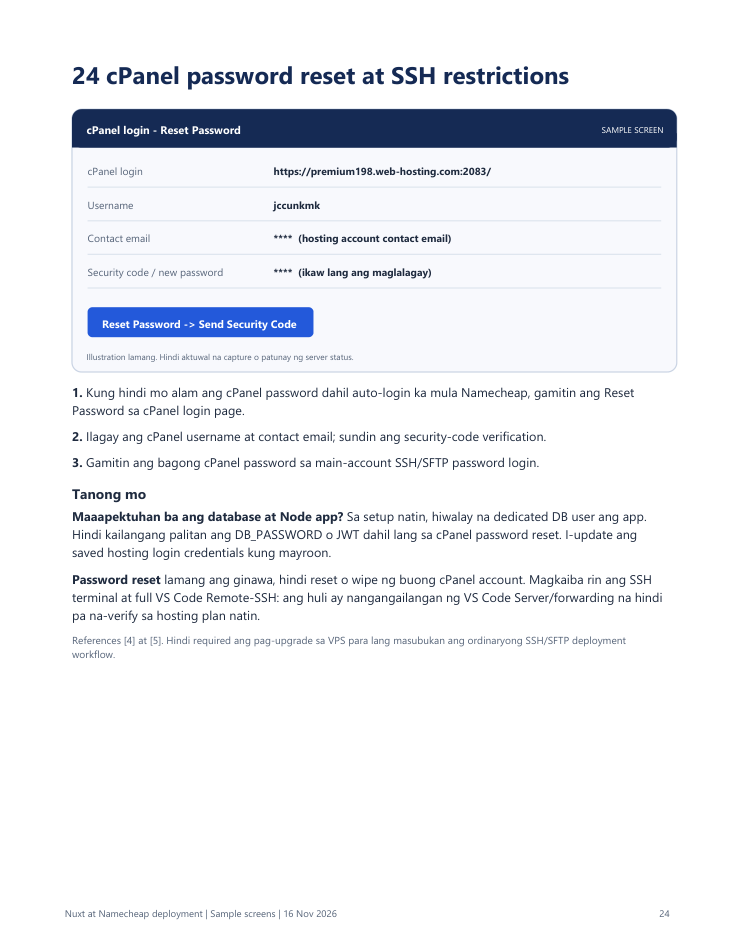 24 cPanel password reset at SSH restrictions
cPanel login - Reset Password
SAMPLE SCREEN
cPanel login
https://premium198.web-hosting.com:2083/
Username
jccunkmk
Contact email
**** (hosting account contact email)
Security code / new password
**** (ikaw lang ang maglalagay)
Reset Password -> Send Security Code
Illustration lamang. Hindi aktuwal na capture o patunay ng server status.
1. Kung hindi mo alam ang cPanel password dahil auto-login ka mula Namecheap, gamitin ang Reset
Password sa cPanel login page.
2. Ilagay ang cPanel username at contact email; sundin ang security-code verification.
3. Gamitin ang bagong cPanel password sa main-account SSH/SFTP password login.
Tanong mo
Maaapektuhan ba ang database at Node app? Sa setup natin, hiwalay na dedicated DB user ang app.
Hindi kailangang palitan ang DB_PASSWORD o JWT dahil lang sa cPanel password reset. I-update ang
saved hosting login credentials kung mayroon.
Password reset lamang ang ginawa, hindi reset o wipe ng buong cPanel account. Magkaiba rin ang SSH
terminal at full VS Code Remote-SSH: ang huli ay nangangailangan ng VS Code Server/forwarding na hindi
pa na-verify sa hosting plan natin.
References [4] at [5]. Hindi required ang pag-upgrade sa VPS para lang masubukan ang ordinaryong SSH/SFTP deployment
workflow.
Nuxt at Namecheap deployment | Sample screens | 16 Nov 2026
24